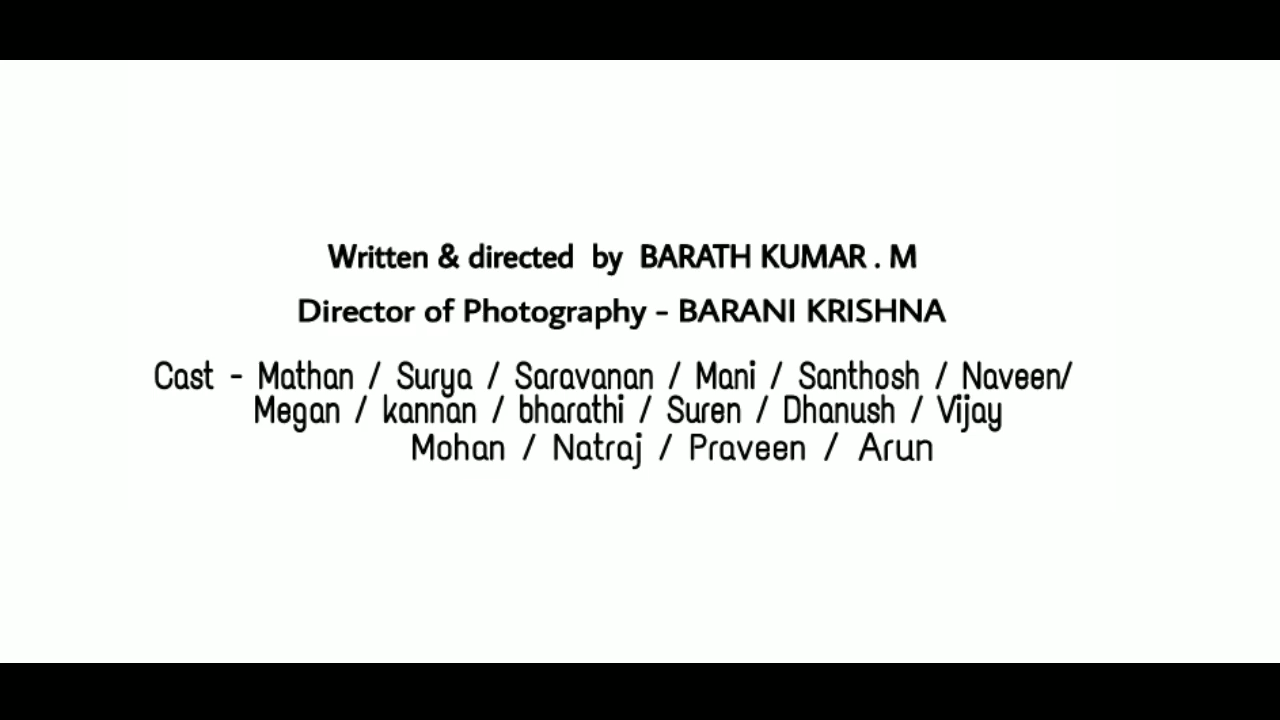 Written & directed by BARATH KUMAR . M
Director of Photography - BARANI KRISHNA
Cast - Mathan / Surya / Saravanan / Mani / Santhosh / Naveen/
Megan / kannan / bharathi / Suren / Dhanush / Vijay
Mohan / Natraj / Praveen / Arun